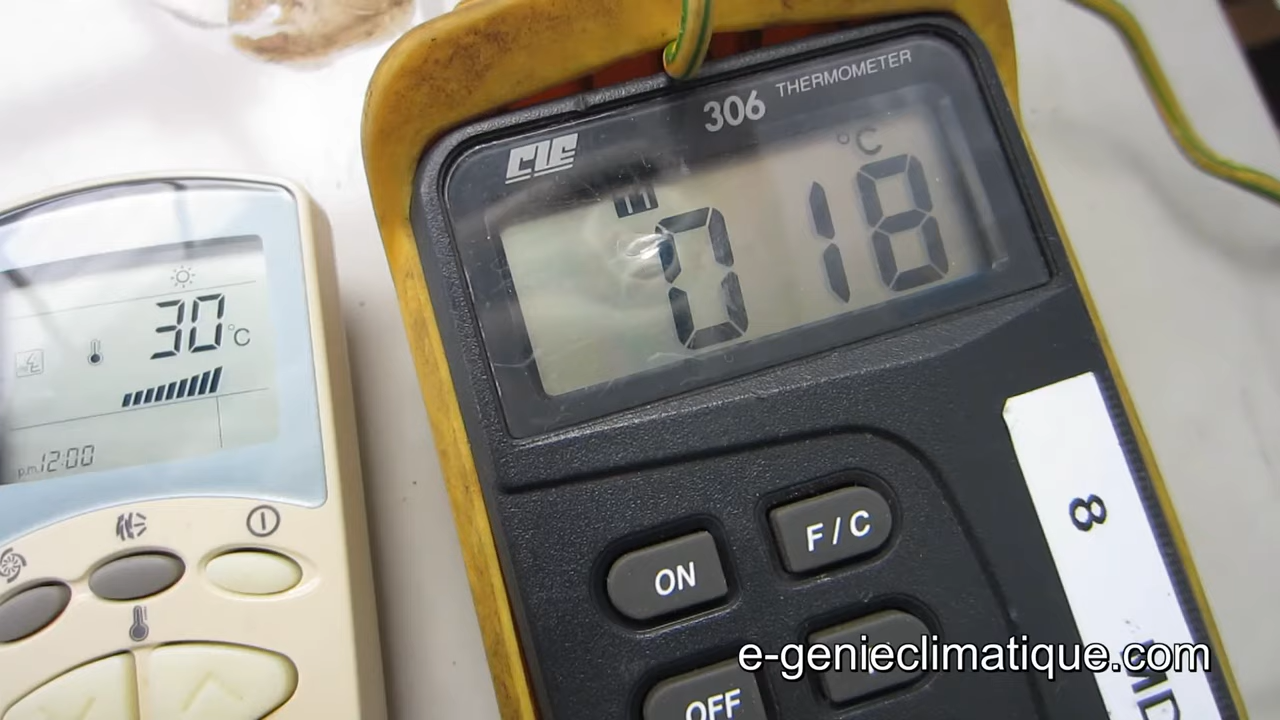 CIE
306
THERMOMETER
°C
018
30°C
p.m.12:00
ON
F/C
OFF
8
e-genieclimatique.com